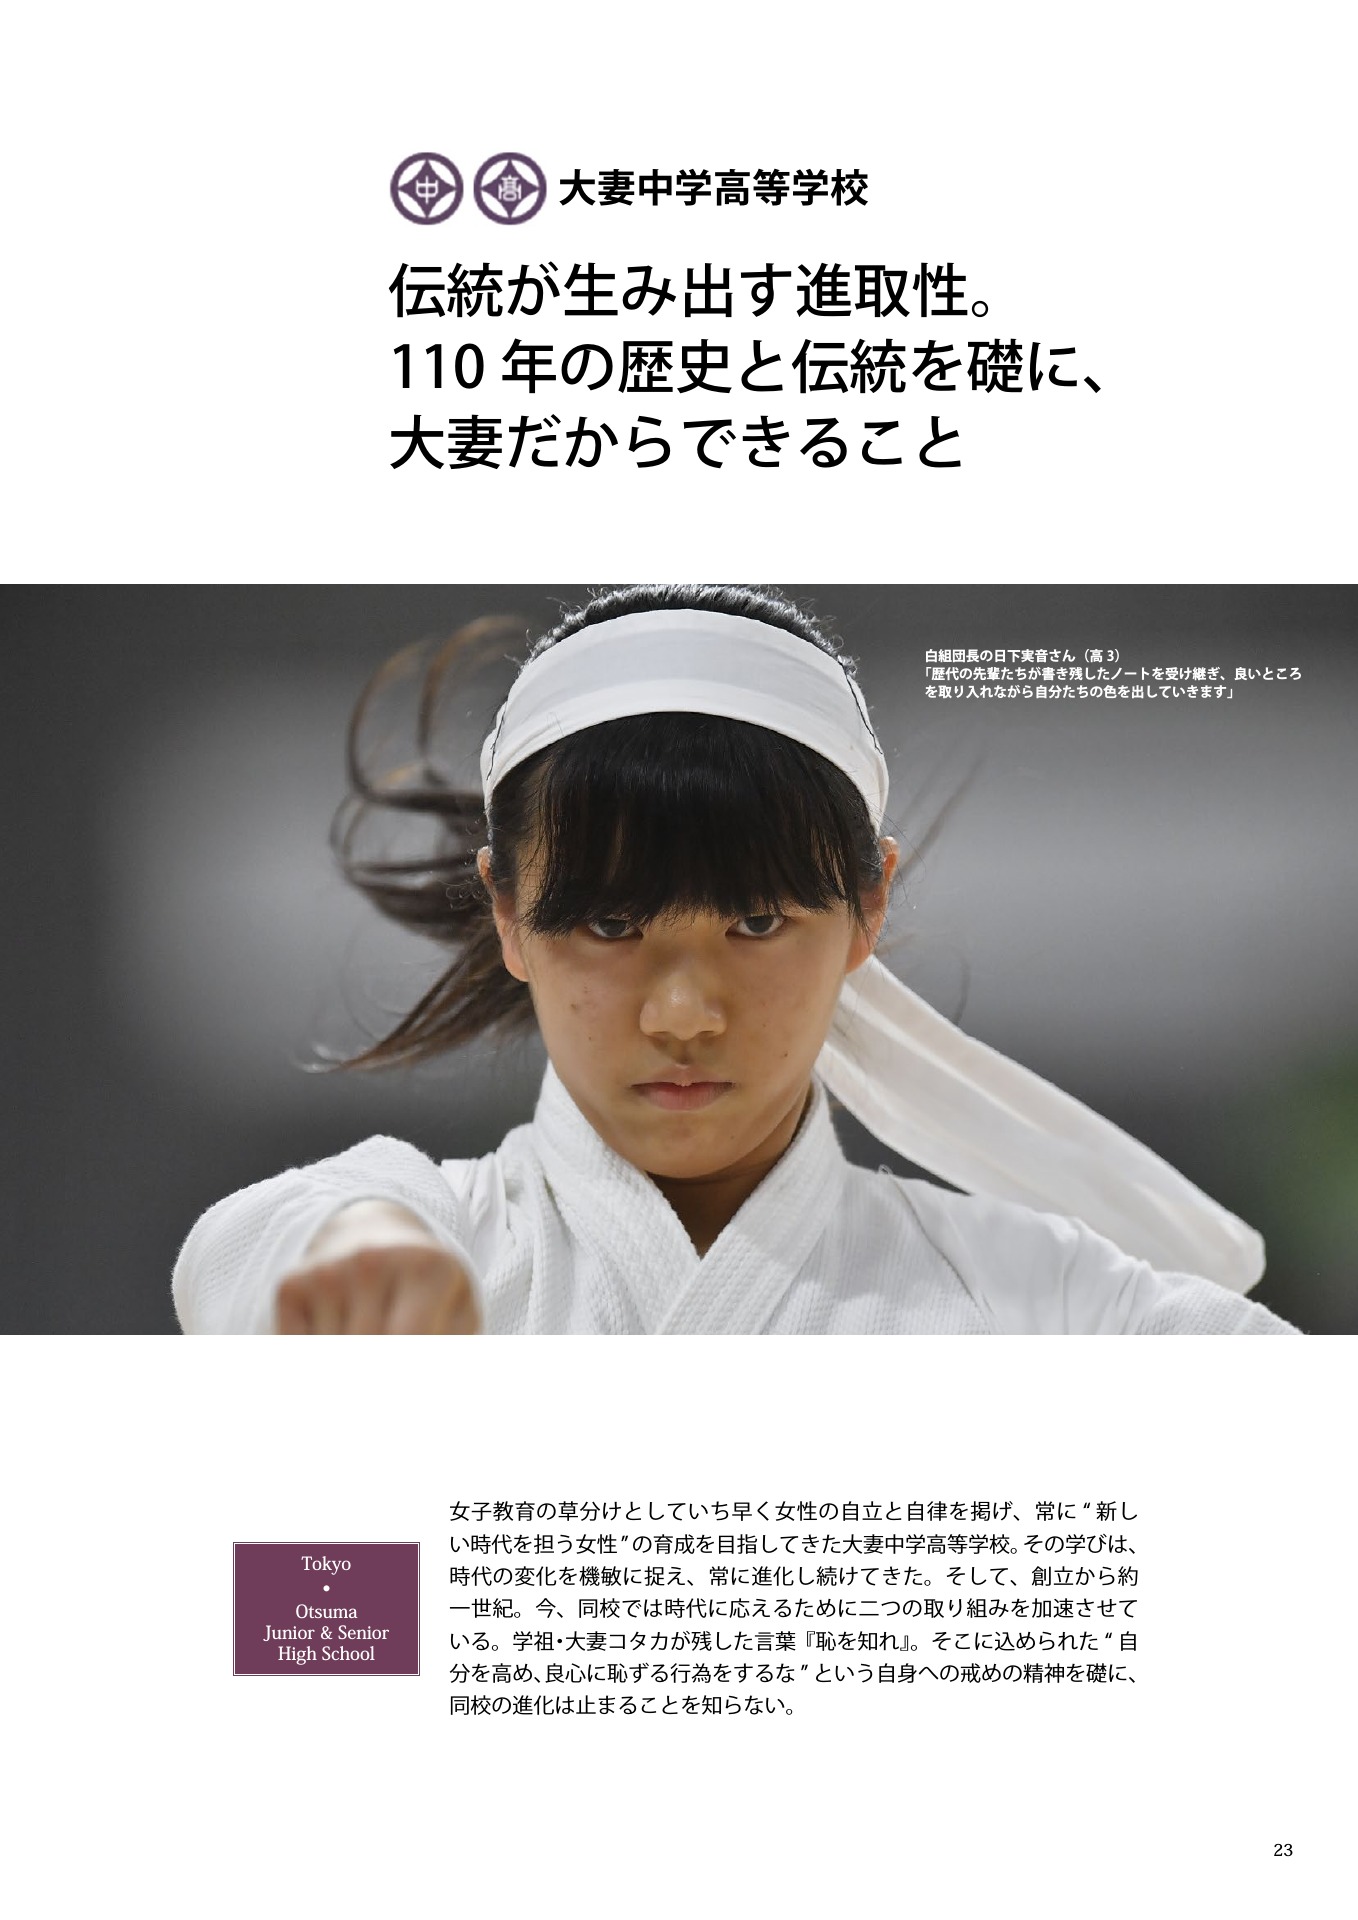 中 高 大妻中学高等学校
伝統が生み出す進取性。
110 年の歴史と伝統を礎に、
大妻だからできること
白組団長の日下実音さん（高 3）
「歴代の先輩たちが書き残したノートを受け継ぎ、良いところ
を取り入れながら自分たちの色を出していきます」
女子教育の草分けとしていち早く女性の自立と自律を掲げ、常に “ 新し
い時代を担う女性 ” の育成を目指してきた大妻中学高等学校。その学びは、
時代の変化を機敏に捉え、常に進化し続けてきた。そして、創立から約
一世紀。今、同校では時代に応えるために二つの取り組みを加速させて
いる。学祖・大妻コタカが残した言葉『恥を知れ』。そこに込められた “ 自
分を高め、良心に恥ずる行為をするな ” という自身への戒めの精神を礎に、
同校の進化は止まることを知らない。
Tokyo
•
Otsuma
Junior & Senior
High School
23